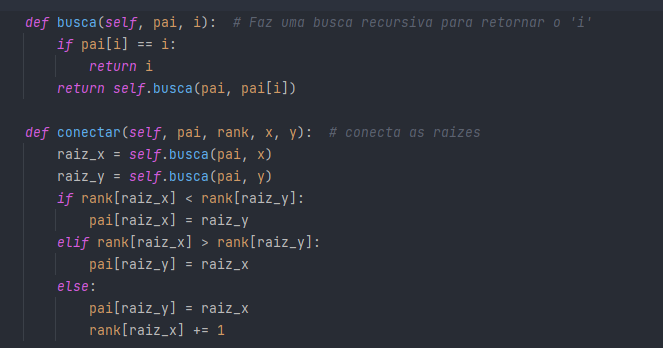 def busca(self, pai, i):  # Faz uma busca recursiva para retornar o 'i'
    if pai[i] == i:
        return i
    return self.busca(pai, pai[i])

def conectar(self, pai, rank, x, y):  # conecta as raizes
    raiz_x = self.busca(pai, x)
    raiz_y = self.busca(pai, y)
    if rank[raiz_x] < rank[raiz_y]:
        pai[raiz_x] = raiz_y
    elif rank[raiz_x] > rank[raiz_y]:
        pai[raiz_y] = raiz_x
    else:
        pai[raiz_y] = raiz_x
        rank[raiz_x] += 1